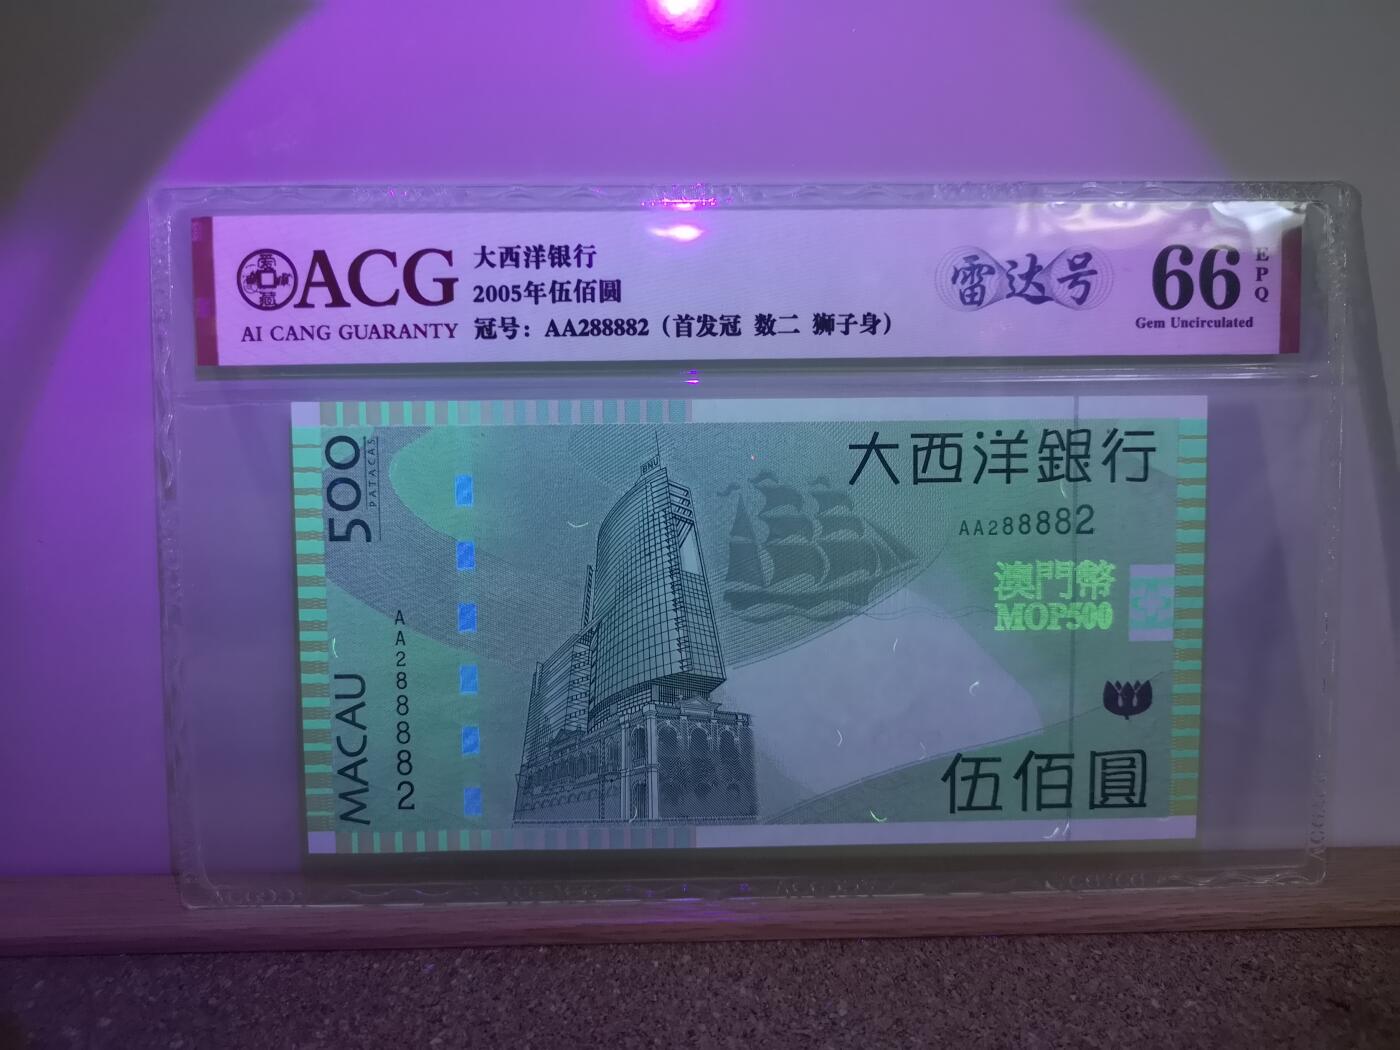 ACG
AI CANG GUARANTY
大西洋银行
2005年伍佰圓
冠号：AA288882（首发冠 数二 狮子身）
雷达号
66
EPQ
Gem Uncirculated
500
PATACAS
BNU
大西洋銀行
AA288882
澳門幣
MOP500
AA288882
MACAU
伍佰圓